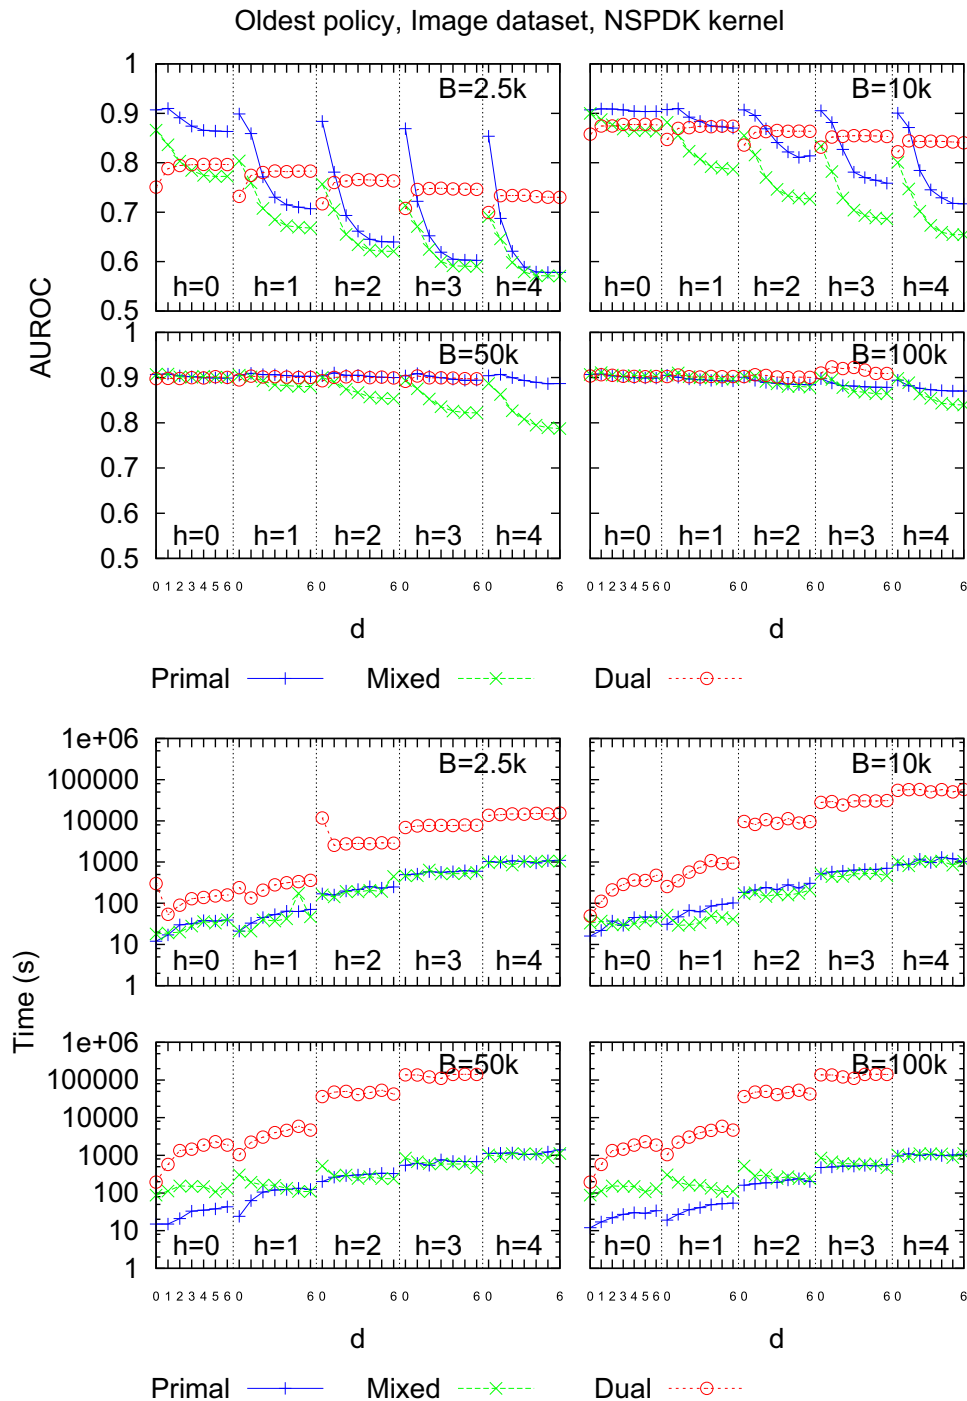 Oldest policy, Image dataset, NSPDK kernel
AUROC
1
0.9
0.8
0.7
0.6
0.5
B=2.5k
h=0 h=1 h=2 h=3 h=4
B=10k
h=0 h=1 h=2 h=3 h=4
1
0.9
0.8
0.7
0.6
0.5
B=50k
h=0 h=1 h=2 h=3 h=4
B=100k
h=0 h=1 h=2 h=3 h=4
0 1 2 3 4 5 6 0 6 0 6 0 6 0 6
0 1 2 3 4 5 6 0 6 0 6 0 6 0 6
d
d
Primal Mixed Dual
Time (s)
1e+06
100000
10000
1000
100
10
1
B=2.5k
h=0 h=1 h=2 h=3 h=4
B=10k
h=0 h=1 h=2 h=3 h=4
1e+06
100000
10000
1000
100
10
1
B=50k
h=0 h=1 h=2 h=3 h=4
B=100k
h=0 h=1 h=2 h=3 h=4
0 1 2 3 4 5 6 0 6 0 6 0 6 0 6
0 1 2 3 4 5 6 0 6 0 6 0 6 0 6
d
d
Primal Mixed Dual